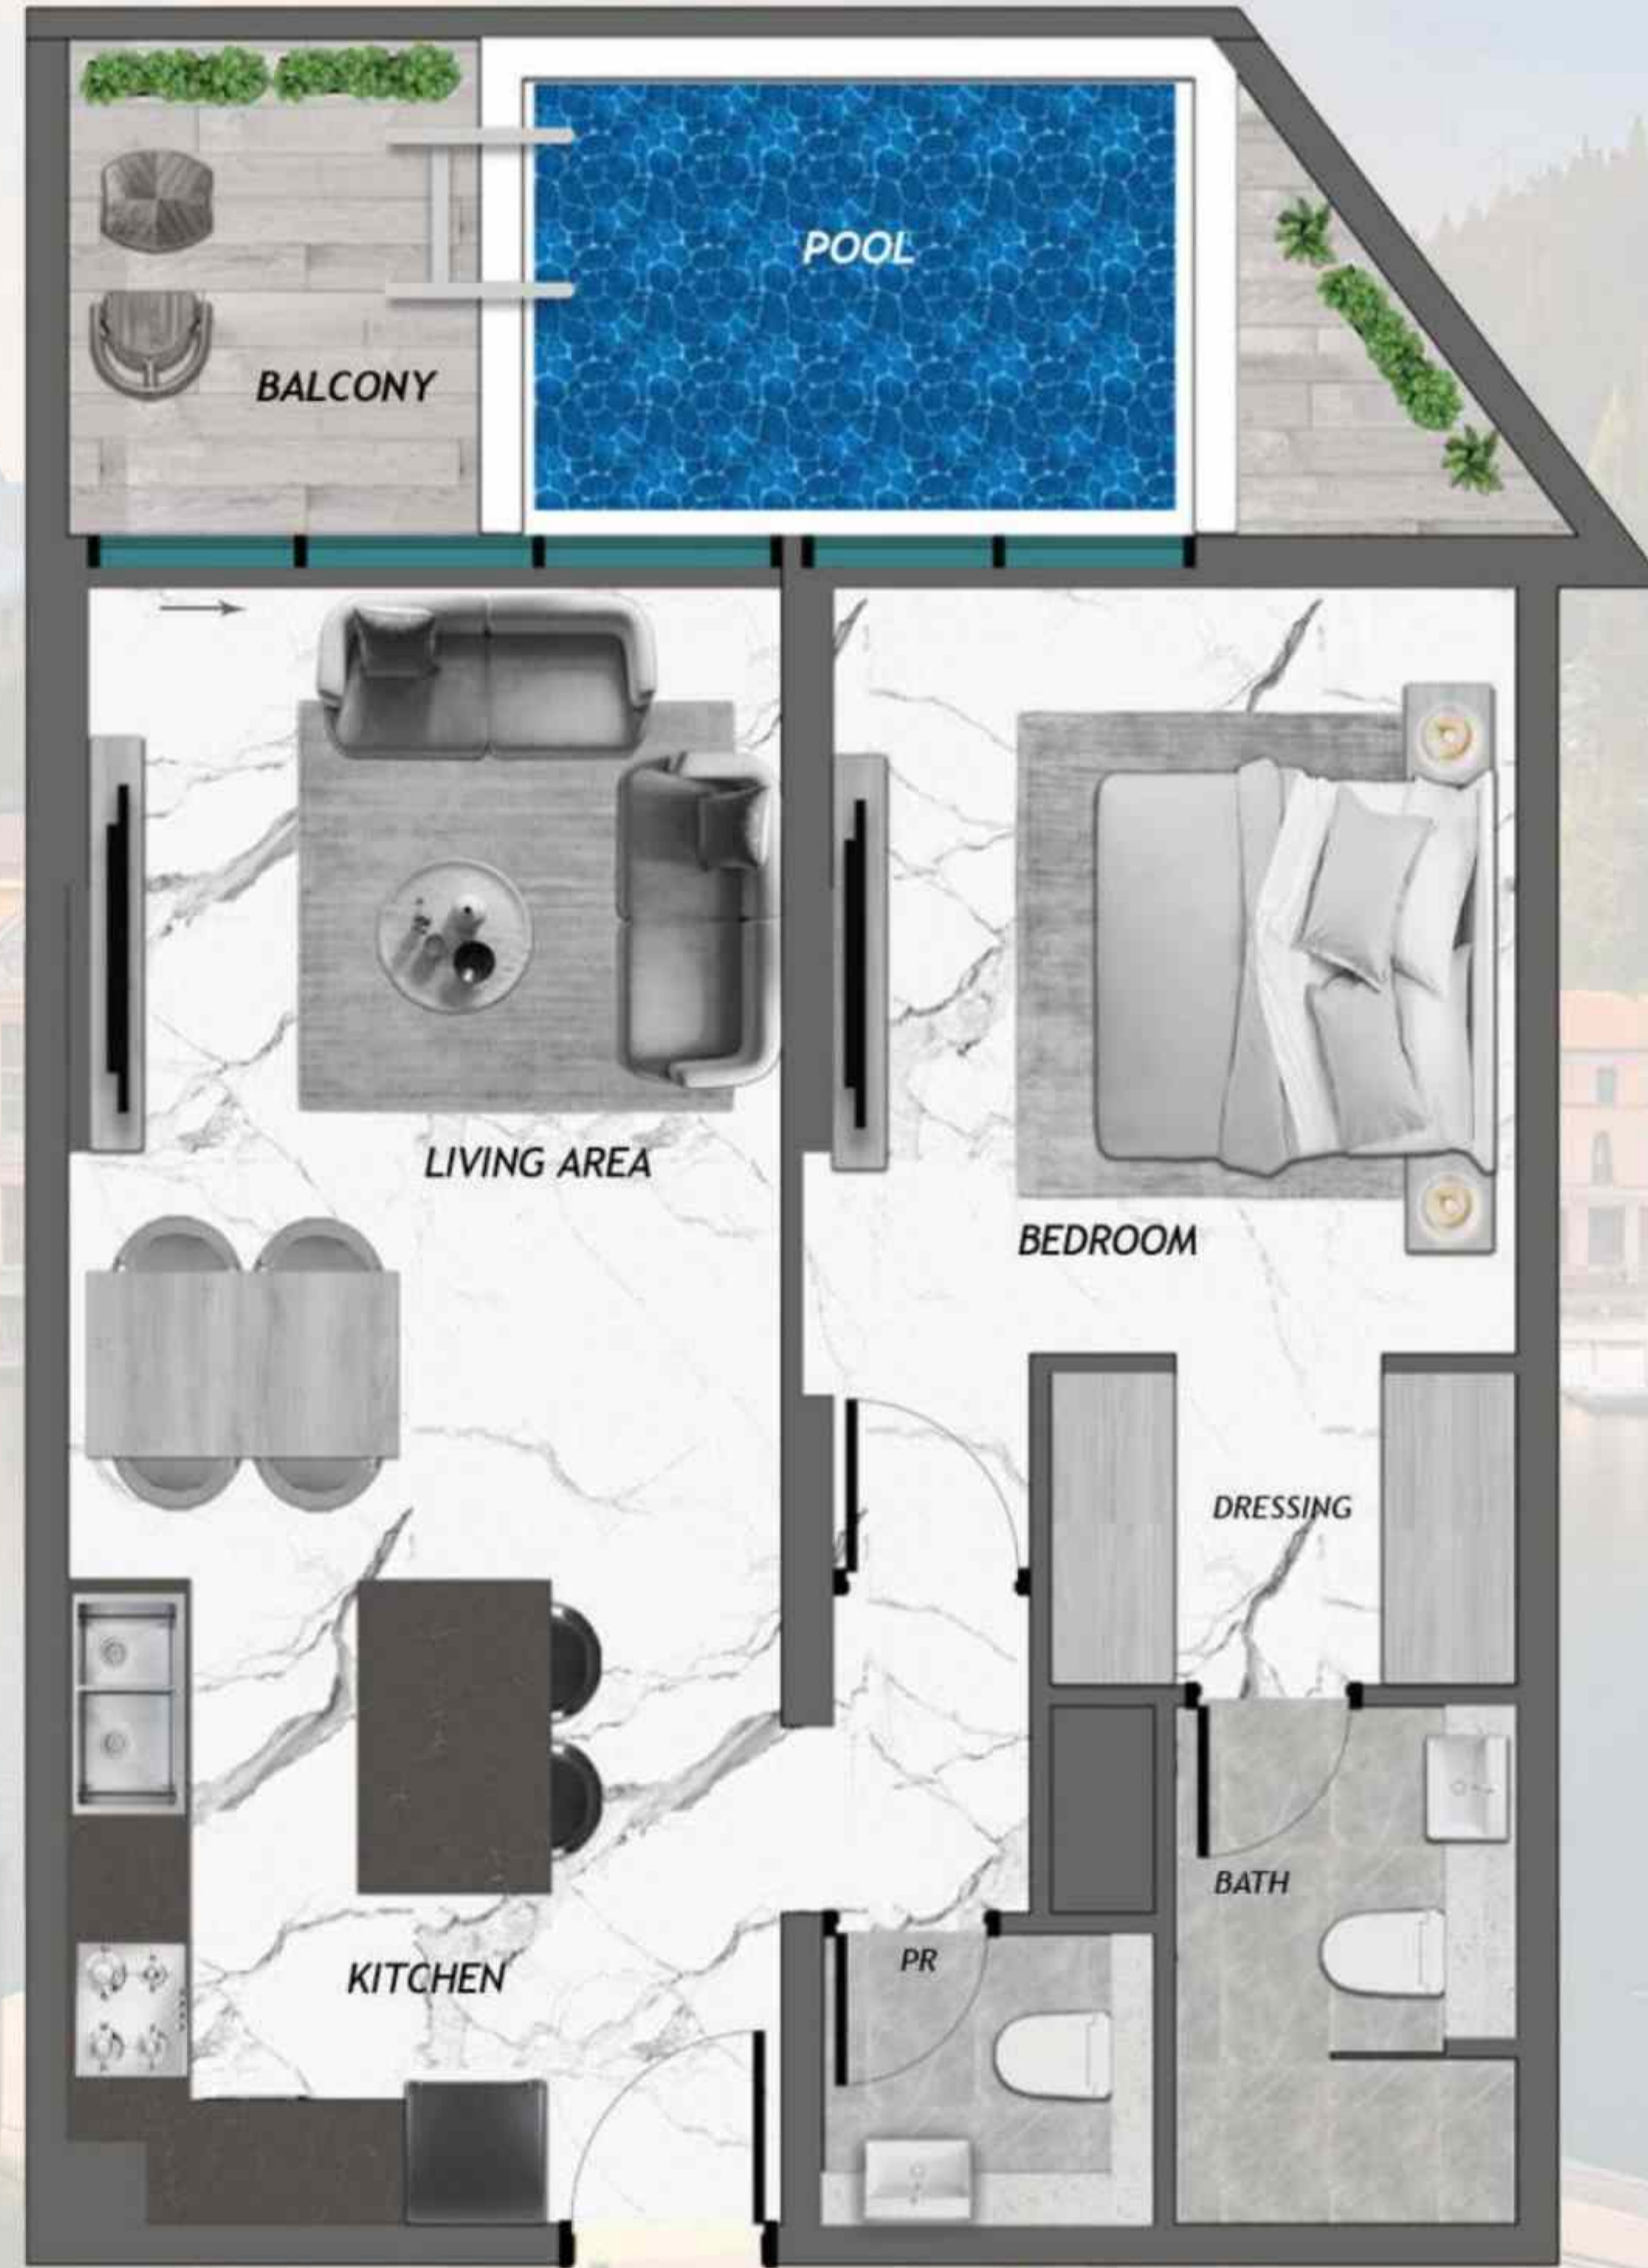 POOL
BALCONY
LIVING AREA
BEDROOM
DRESSING
BATH
PR
KITCHEN